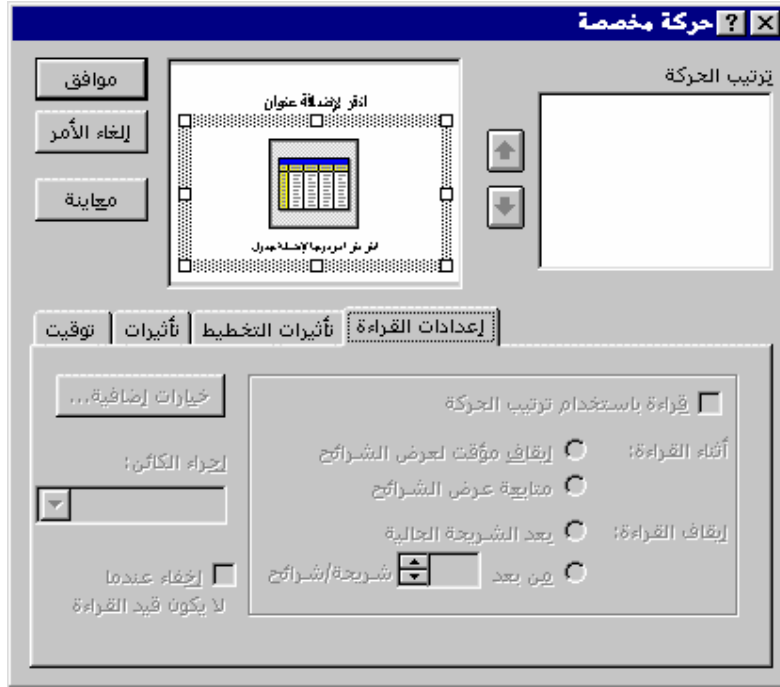 حركة مخصصة
ترتيب الحركة
موافق
إلغاء الأمر
معاينة
انقر لإضافة عنوان
انقر نقرا مزدوجا لإضافة جدول
إعدادات القراءة
تأثيرات التخطيط
تأثيرات
توقيت
قراءة باستخدام ترتيب الحركة
أثناء القراءة:
إيقاف مؤقت لعرض الشرائح
متابعة عرض الشرائح
إيقاف القراءة:
بعد الشريحة الحالية
من بعد
شريحة/شرائح
خيارات إضافية...
إجراء الكائن:
إخفاء عندما
لا يكون قيد القراءة